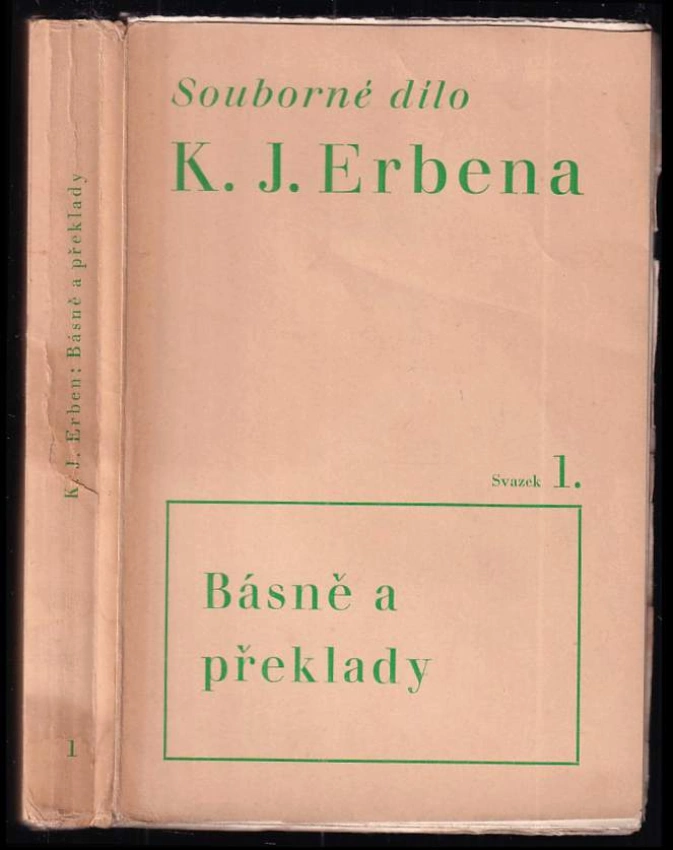 Souborné dílo
K. J. Erbena
Svazek 1.
Básně a
překlady
K. J. Erben: Básně a překlady
1